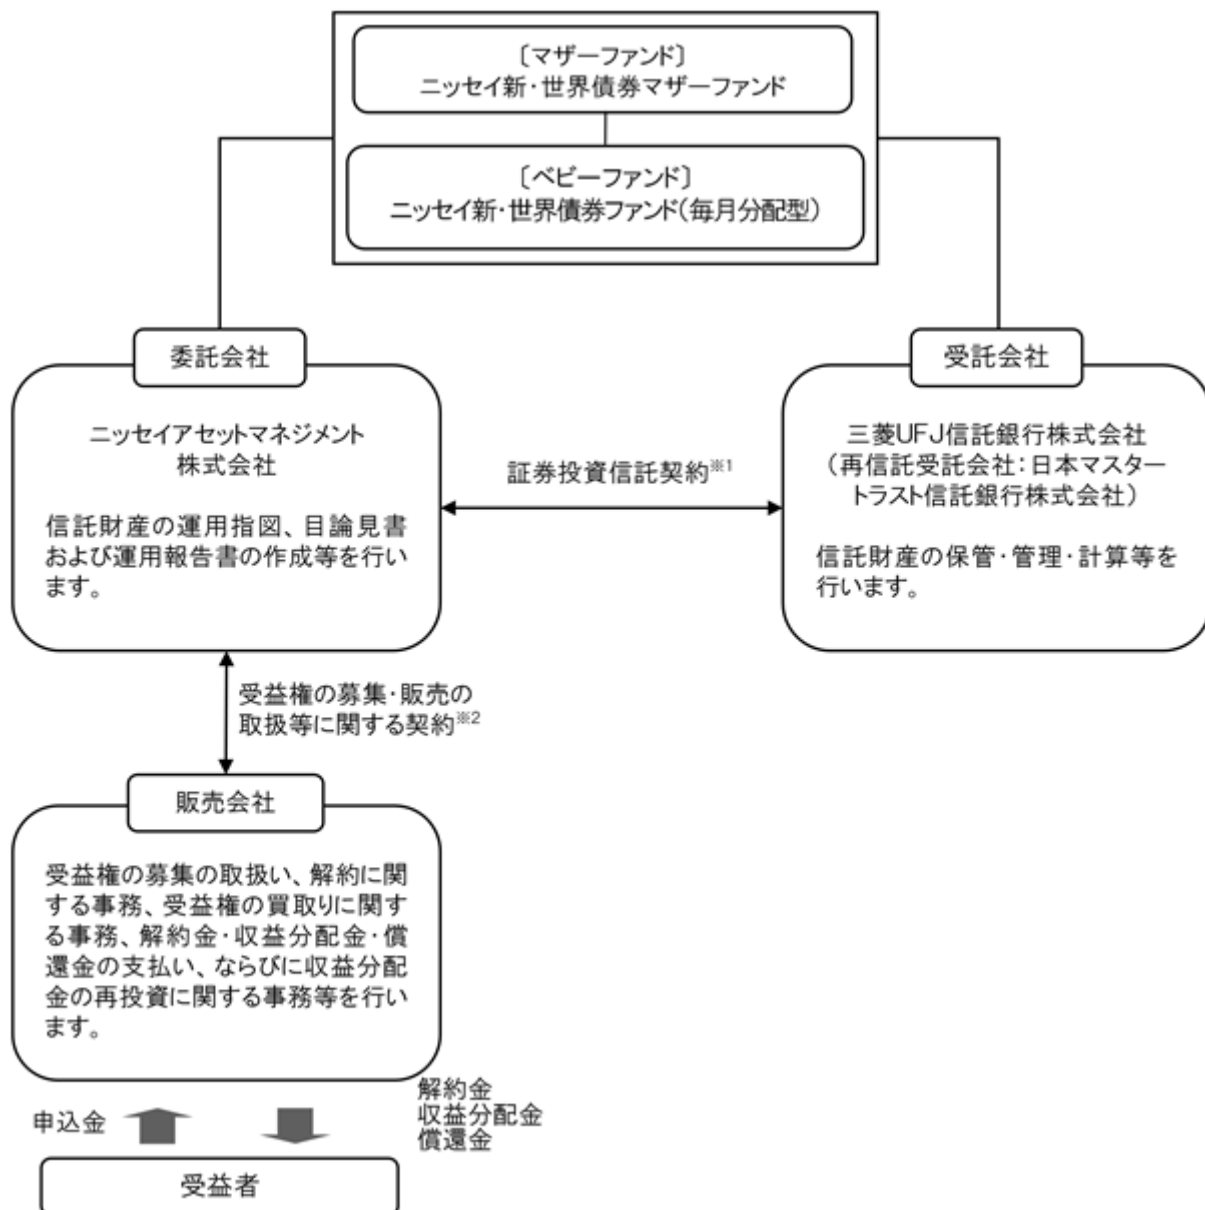 〔マザーファンド〕
ニッセイ新・世界債券マザーファンド
〔ベビーファンド〕
ニッセイ新・世界債券ファンド(毎月分配型)
委託会社
ニッセイアセットマネジメント
株式会社
信託財産の運用指図、目論見書
および運用報告書の作成等を行い
ます。
証券投資信託契約※1
受託会社
三菱UFJ信託銀行株式会社
(再信託受託会社:日本マスター
トラスト信託銀行株式会社)
信託財産の保管・管理・計算等を
行います。
受益権の募集・販売の
取扱等に関する契約※2
販売会社
受益権の募集の取扱い、解約に関
する事務、受益権の買取りに関す
る事務、解約金・収益分配金・償
還金の支払い、ならびに収益分配
金の再投資に関する事務等を行い
ます。
申込金
解約金
収益分配金
償還金
受益者